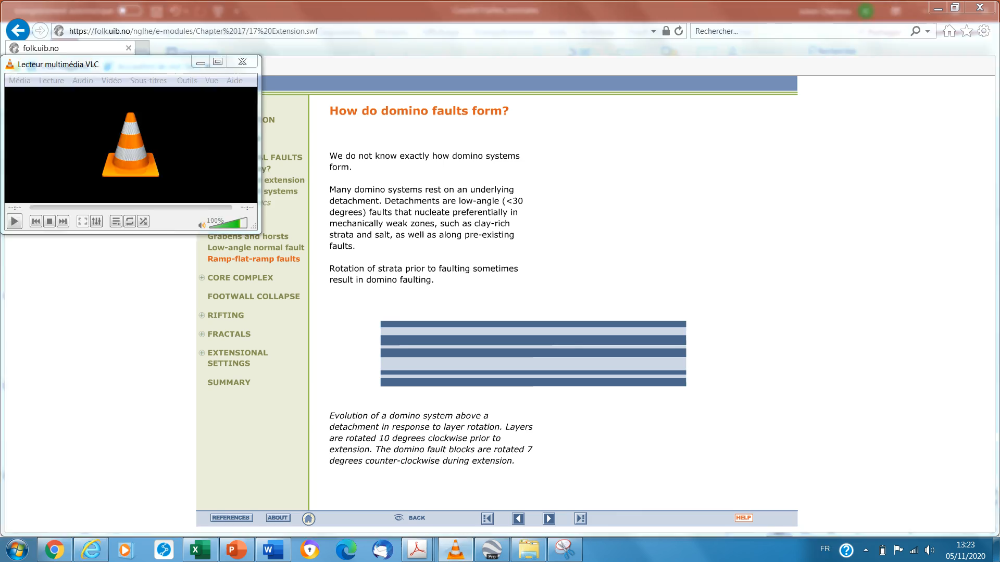 https://folk.uib.no/nglhe/e-modules/Chapter%2017/17%20Extension.swf
Rechercher...
folk.uib.no
Lecteur multimédia VLC
Média Lecture Audio Vidéo Sous-titres Outils Vue Aide
--:-- --:--
100%
ON
L FAULTS
y?
extension
systems
ics
Grabens and horsts
Low-angle normal fault
Ramp-flat-ramp faults
CORE COMPLEX
FOOTWALL COLLAPSE
RIFTING
FRACTALS
EXTENSIONAL
SETTINGS
SUMMARY
How do domino faults form?
We do not know exactly how domino systems
form.
Many domino systems rest on an underlying
detachment. Detachments are low-angle (<30
degrees) faults that nucleate preferentially in
mechanically weak zones, such as clay-rich
strata and salt, as well as along pre-existing
faults.
Rotation of strata prior to faulting sometimes
result in domino faulting.
Evolution of a domino system above a
detachment in response to layer rotation. Layers
are rotated 10 degrees clockwise prior to
extension. The domino fault blocks are rotated 7
degrees counter-clockwise during extension.
REFERENCES ABOUT BACK HELP
Pro
FR
13:23
05/11/2020